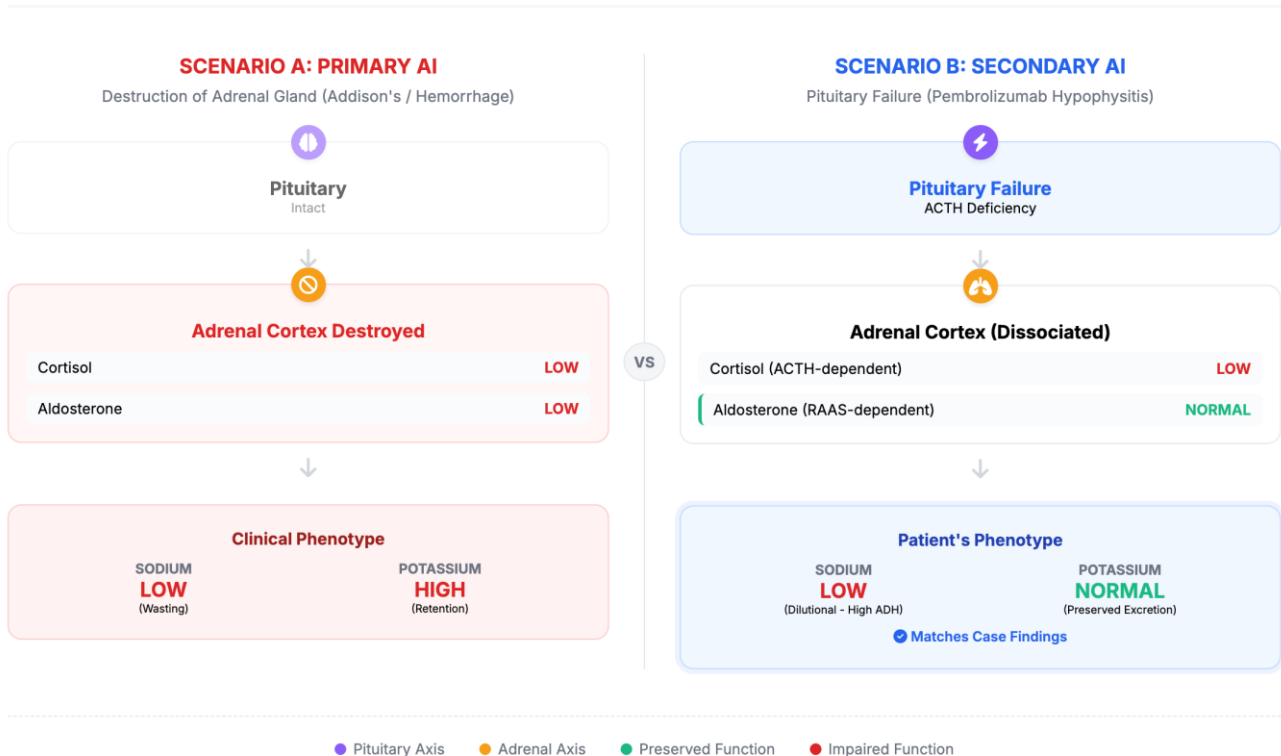 SCENARIO A: PRIMARY AI
Destruction of Adrenal Gland (Addison's / Hemorrhage)
Pituitary
Intact
Adrenal Cortex Destroyed
Cortisol LOW
Aldosterone LOW
Clinical Phenotype
SODIUM POTASSIUM
LOW HIGH
(Wasting) (Retention)
VS
SCENARIO B: SECONDARY AI
Pituitary Failure (Pembrolizumab Hypophysitis)
Pituitary Failure
ACTH Deficiency
Adrenal Cortex (Dissociated)
Cortisol (ACTH-dependent) LOW
Aldosterone (RAAS-dependent) NORMAL
Patient's Phenotype
SODIUM POTASSIUM
LOW NORMAL
(Dilutional - High ADH) (Preserved Excretion)
Matches Case Findings
Pituitary Axis Adrenal Axis Preserved Function Impaired Function